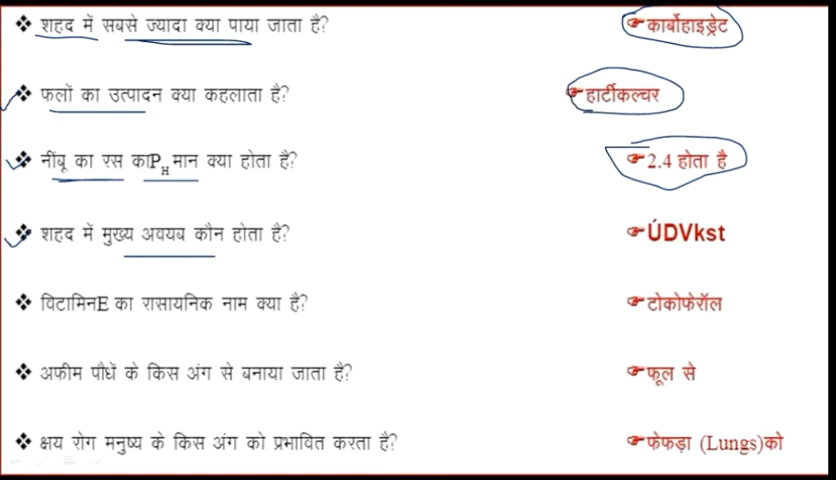 ❖ शहद में सबसे ज्यादा क्या पाया जाता है? ☞ कार्बोहाइड्रेट
❖ फलों का उत्पादन क्या कहलाता है? ☞ हार्टीकल्चर
❖ नींबू का रस काPH मान क्या होता है? ☞ 2.4 होता है
❖ शहद में मुख्य अवयब कौन होता है? ☞ ÚDVkst
❖ विटामिनE का रासायनिक नाम क्या है? ☞ टोकोफेरॉल
❖ अफीम पौधें के किस अंग से बनाया जाता है? ☞ फूल से
❖ क्षय रोग मनुष्य के किस अंग को प्रभावित करता है? ☞ फेफड़ा (Lungs)को